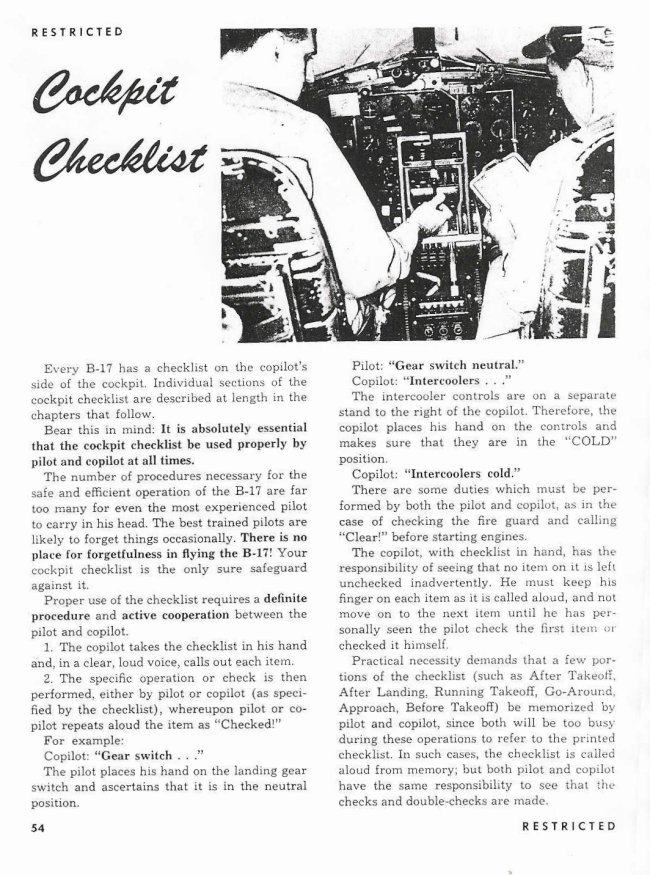 RESTRICTED
Cockpit
Checklist
Every B-17 has a checklist on the copilot's
side of the cockpit. Individual sections of the
cockpit checklist are described at length in the
chapters that follow.
Bear this in mind: It is absolutely essential
that the cockpit checklist be used properly by
pilot and copilot at all times.
The number of procedures necessary for the
safe and efficient operation of the B-17 are far
too many for even the most experienced pilot
to carry in his head. The best trained pilots are
likely to forget things occasionally. There is no
place for forgetfulness in flying the B-17! Your
cockpit checklist is the only sure safeguard
against it.
Proper use of the checklist requires a definite
procedure and active cooperation between the
pilot and copilot.
1. The copilot takes the checklist in his hand
and, in a clear, loud voice, calls out each item.
2. The specific operation or check is then
performed, either by pilot or copilot (as speci-
fied by the checklist), whereupon pilot or co-
pilot repeats aloud the item as "Checked!"
For example:
Copilot: "Gear switch . . ."
The pilot places his hand on the landing gear
switch and ascertains that it is in the neutral
position.
Pilot: "Gear switch neutral."
Copilot: "Intercoolers . . ."
The intercooler controls are on a separate
stand to the right of the copilot. Therefore, the
copilot places his hand on the controls and
makes sure that they are in the "COLD"
position.
Copilot: "Intercoolers cold."
There are some duties which must be per-
formed by both the pilot and copilot, as in the
case of checking the fire guard and calling
"Clear!" before starting engines.
The copilot, with checklist in hand, has the
responsibility of seeing that no item on it is left
unchecked inadvertently. He must keep his
finger on each item as it is called aloud, and not
move on to the next item until he has per-
sonally seen the pilot check the first item or
checked it himself.
Practical necessity demands that a few por-
tions of the checklist (such as After Takeoff,
After Landing, Running Takeoff, Go-Around,
Approach, Before Takeoff) be memorized by
pilot and copilot, since both will be too busy
during these operations to refer to the printed
checklist. In such cases, the checklist is called
aloud from memory; but both pilot and copilot
have the same responsibility to see that the
checks and double-checks are made.
54
RESTRICTED